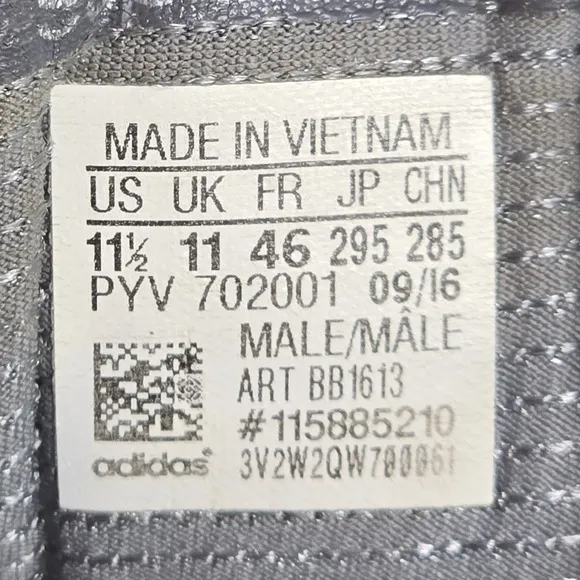 MADE IN VIETNAM
US UK FR JP CHN
11½ 11 46 295 285
PYV 702001 09/16
MALE/MÂLE
ART BB1613
#115885210
adidas®
3V2W2QW700061